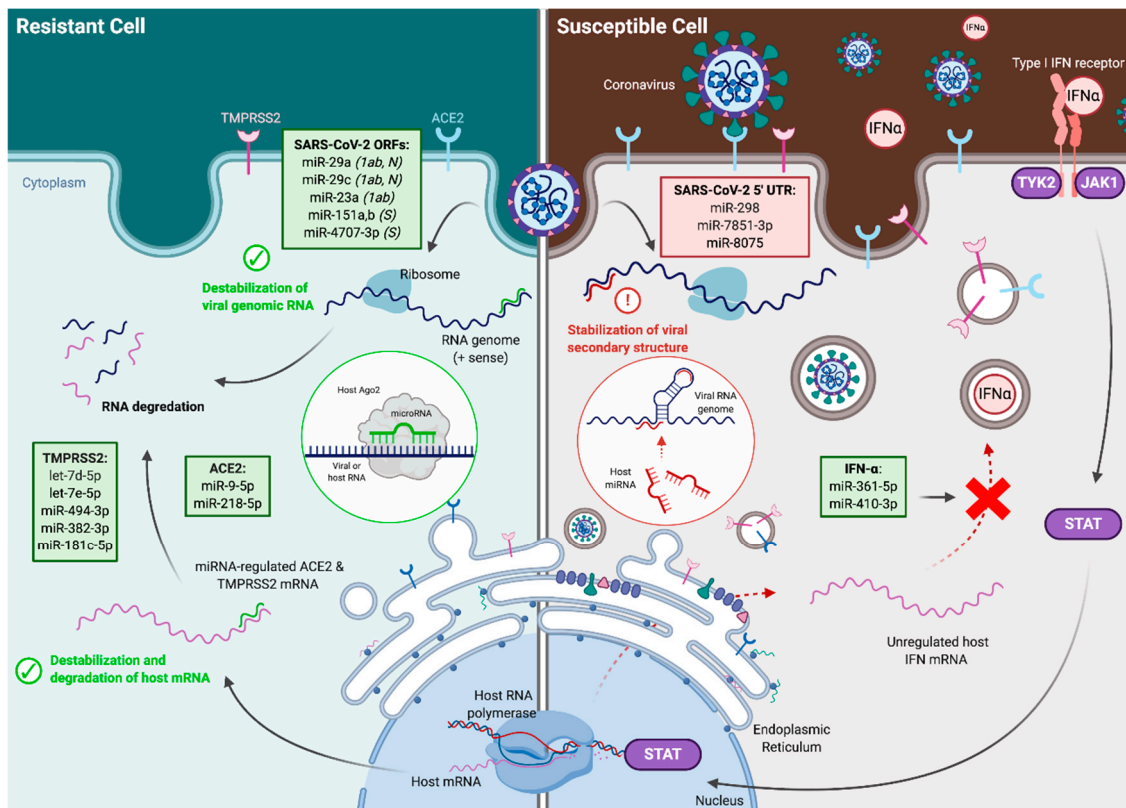 Resistant Cell
TMPRSS2
ACE2
Cytoplasm
SARS-CoV-2 ORFs:
miR-29a (1ab, N)
miR-29c (1ab, N)
miR-23a (1ab)
miR-151a,b (S)
miR-4707-3p (S)
Destabilization of
viral genomic RNA
Ribosome
RNA genome
(+ sense)
RNA degredation
Host Ago2
microRNA
Viral or
host RNA
TMPRSS2:
let-7d-5p
let-7e-5p
miR-494-3p
miR-382-3p
miR-181c-5p
ACE2:
miR-9-5p
miR-218-5p
miRNA-regulated ACE2 &
TMPRSS2 mRNA
Destabilization and
degradation of host mRNA
Host RNA
polymerase
Host mRNA
STAT
Nucleus
Susceptible Cell
Coronavirus
IFNα
IFNα
Type I IFN receptor
IFNα
TYK2
JAK1
SARS-CoV-2 5' UTR:
miR-298
miR-7851-3p
miR-8075
!
Stabilization of viral
secondary structure
Viral RNA
genome
Host
miRNA
IFNα
IFN-α:
miR-361-5p
miR-410-3p
STAT
Unregulated host
IFN mRNA
Endoplasmic
Reticulum